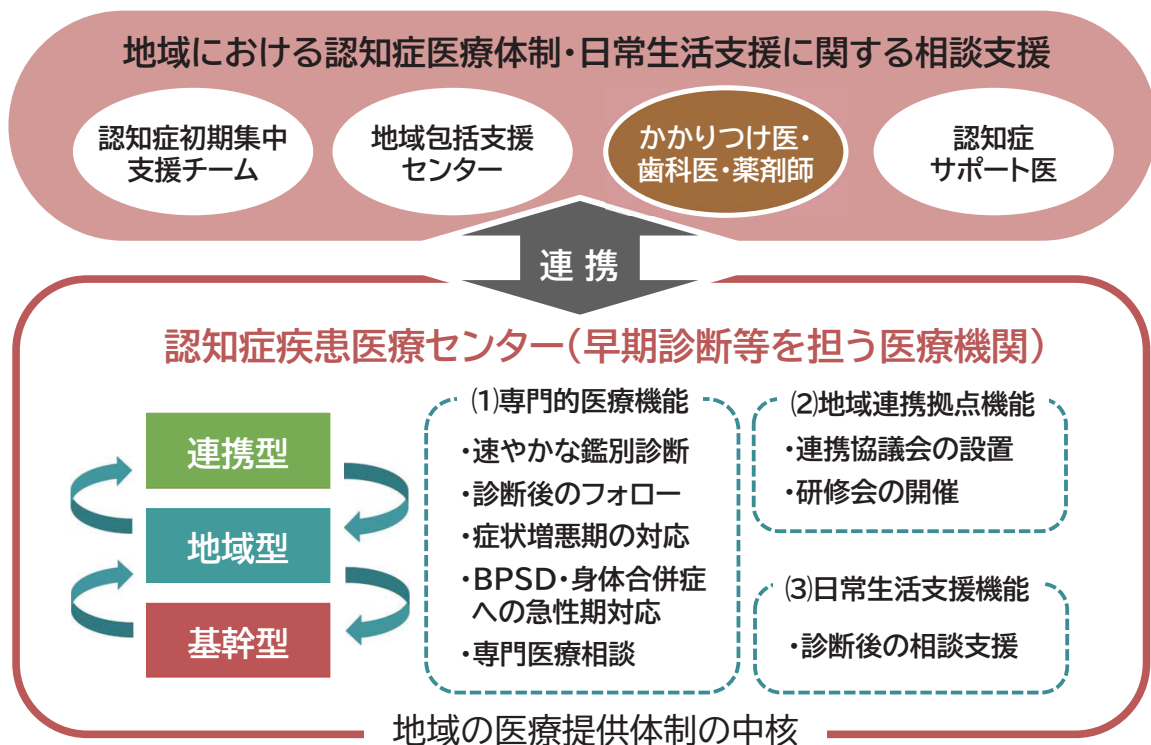 地域における認知症医療体制・日常生活支援に関する相談支援
認知症初期集中
支援チーム
地域包括支援
センター
かかりつけ医・
歯科医・薬剤師
認知症
サポート医
連携
認知症疾患医療センター(早期診断等を担う医療機関)
連携型
地域型
基幹型
⑴専門的医療機能
・速やかな鑑別診断
・診断後のフォロー
・症状増悪期の対応
・BPSD・身体合併症
への急性期対応
・専門医療相談
⑵地域連携拠点機能
・連携協議会の設置
・研修会の開催
⑶日常生活支援機能
・診断後の相談支援
地域の医療提供体制の中核